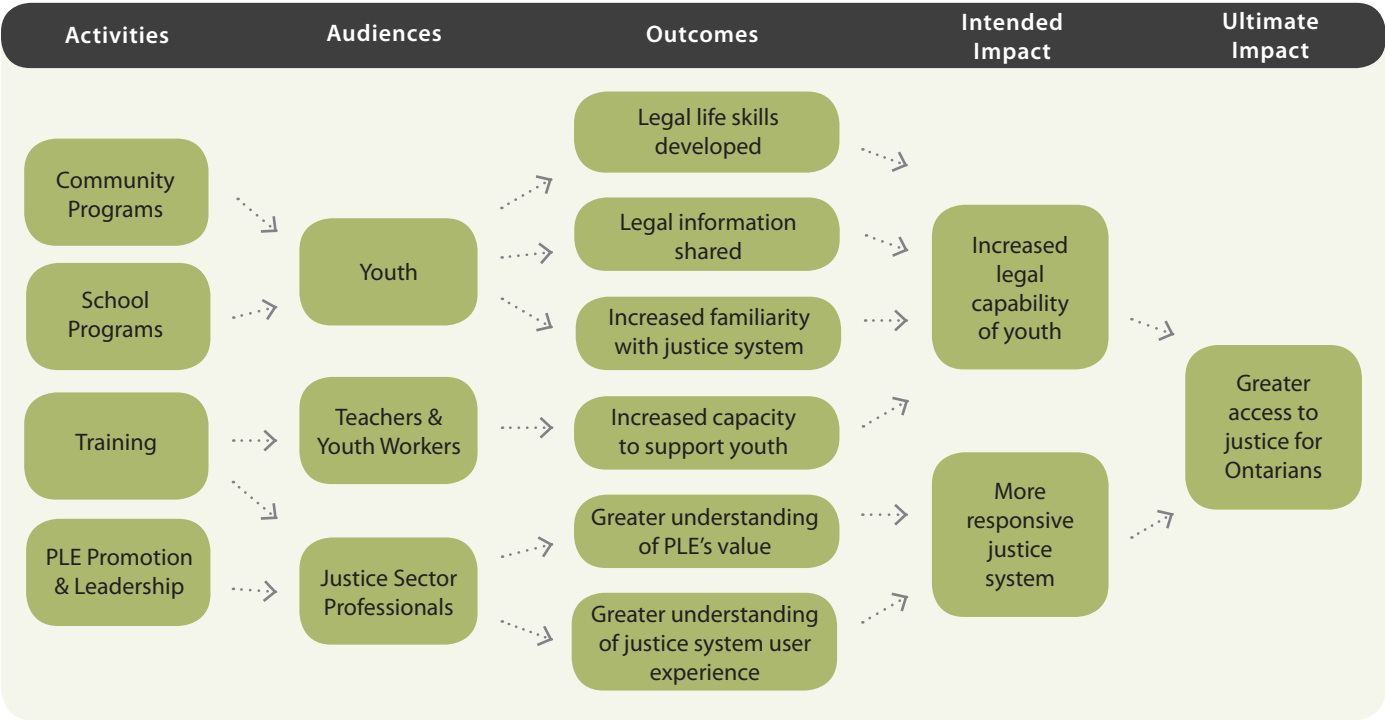 Activities
Audiences
Outcomes
Intended
Impact
Ultimate
Impact
Community
Programs
School
Programs
Training
PLE Promotion
& Leadership
Youth
Teachers &
Youth Workers
Justice Sector
Professionals
Legal life skills
developed
Legal information
shared
Increased familiarity
with justice system
Increased capacity
to support youth
Greater understanding
of PLE’s value
Greater understanding
of justice system user
experience
Increased
legal
capability
of youth
More
responsive
justice
system
Greater
access to
justice for
Ontarians